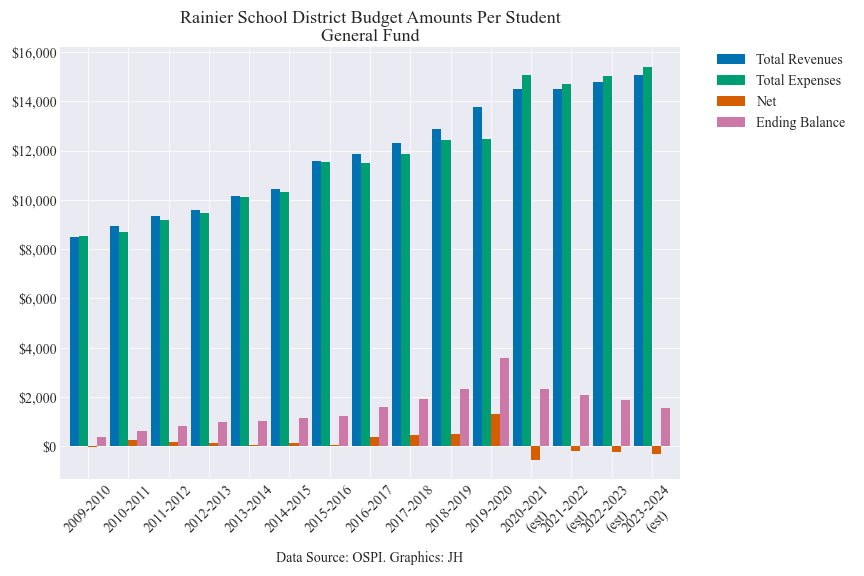 Rainier School District Budget Amounts Per Student
General Fund
$16,000
$14,000
$12,000
$10,000
$8,000
$6,000
$4,000
$2,000
$0
Total Revenues
Total Expenses
Net
Ending Balance
2009-2010
2010-2011
2011-2012
2012-2013
2013-2014
2014-2015
2015-2016
2016-2017
2017-2018
2018-2019
2019-2020
2020-2021
(est)
2021-2022
(est)
2022-2023
(est)
2023-2024
(est)
Data Source: OSPI. Graphics: JH